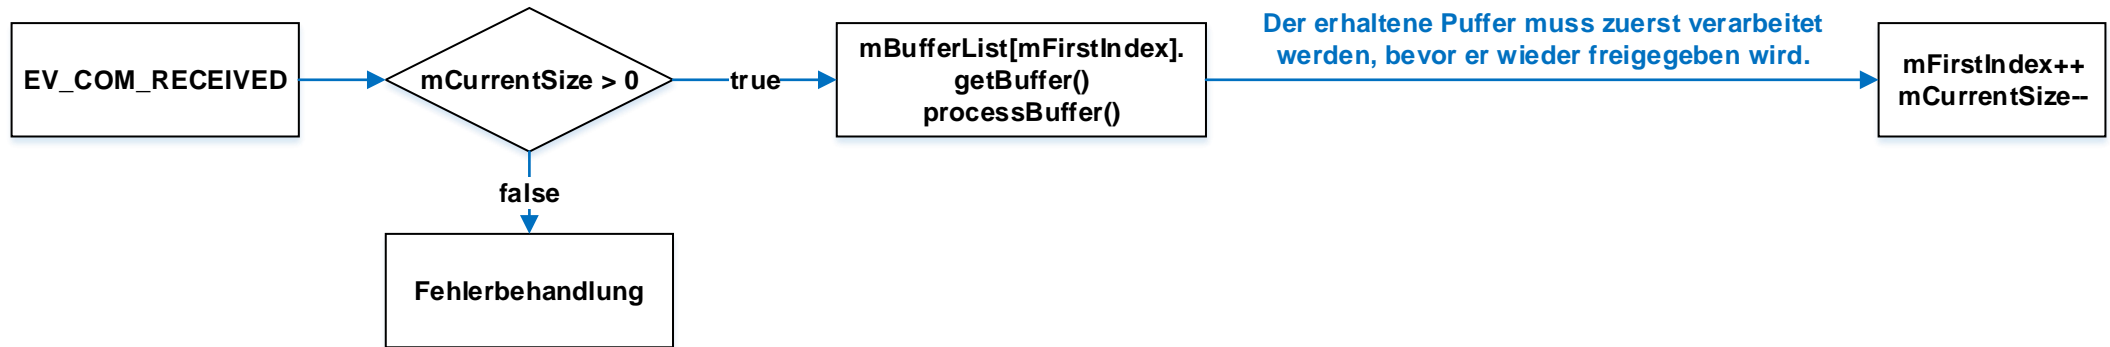 EV_COM_RECEIVED
mCurrentSize > 0
true
mBufferList[mFirstIndex].
getBuffer()
processBuffer()
Der erhaltene Puffer muss zuerst verarbeitet
werden, bevor er wieder freigegeben wird.
mFirstIndex++
mCurrentSize--
false
Fehlerbehandlung